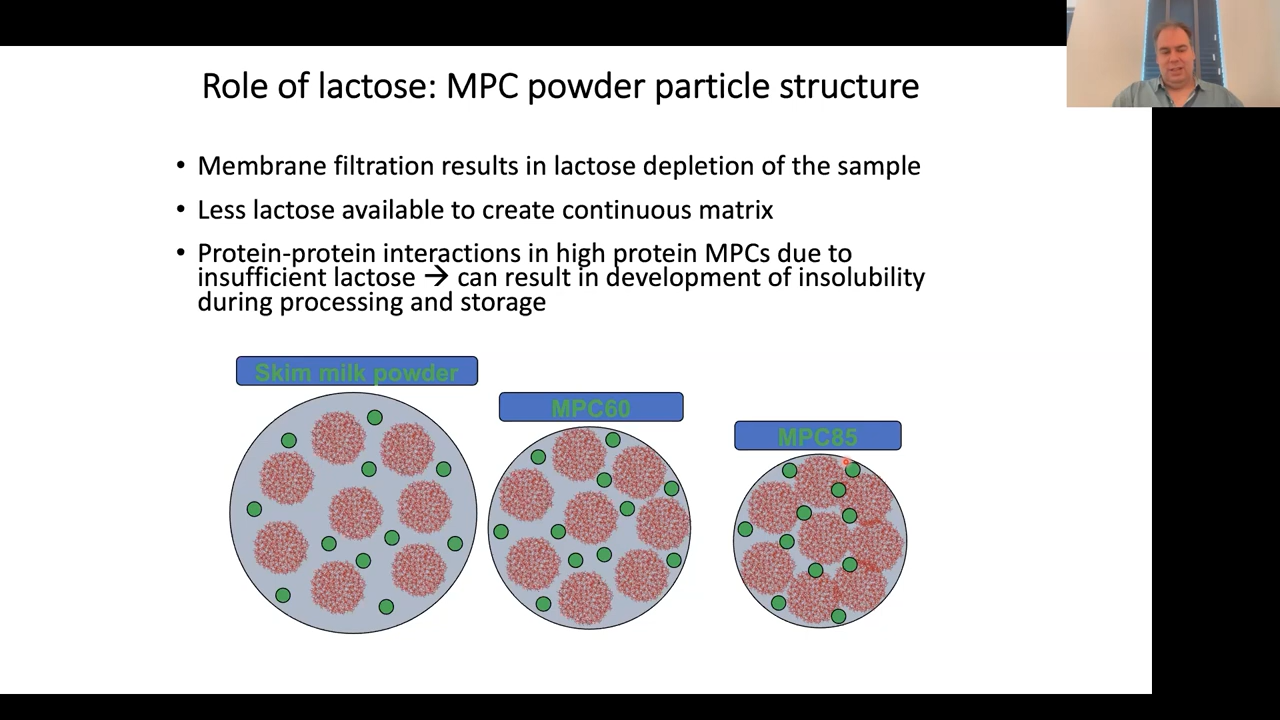 Role of lactose: MPC powder particle structure
• Membrane filtration results in lactose depletion of the sample
• Less lactose available to create continuous matrix
• Protein-protein interactions in high protein MPCs due to
insufficient lactose → can result in development of insolubility
during processing and storage
Skim milk powder
MPC60
MPC85